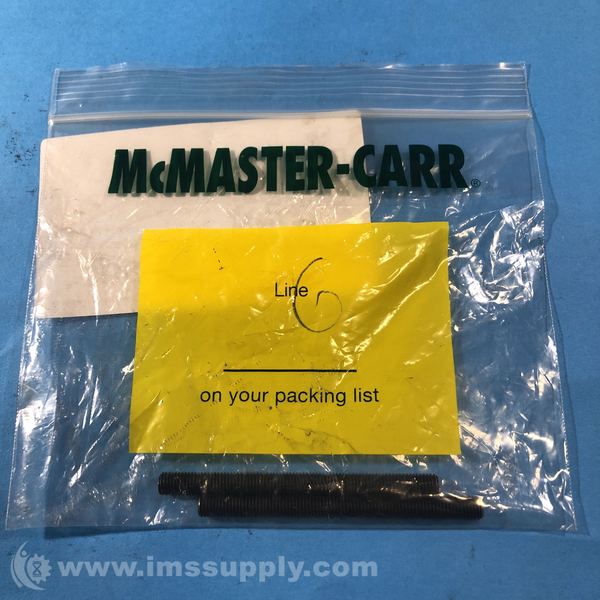 McMASTER-CARR®
Line 6
on your packing list
www.imssupply.com